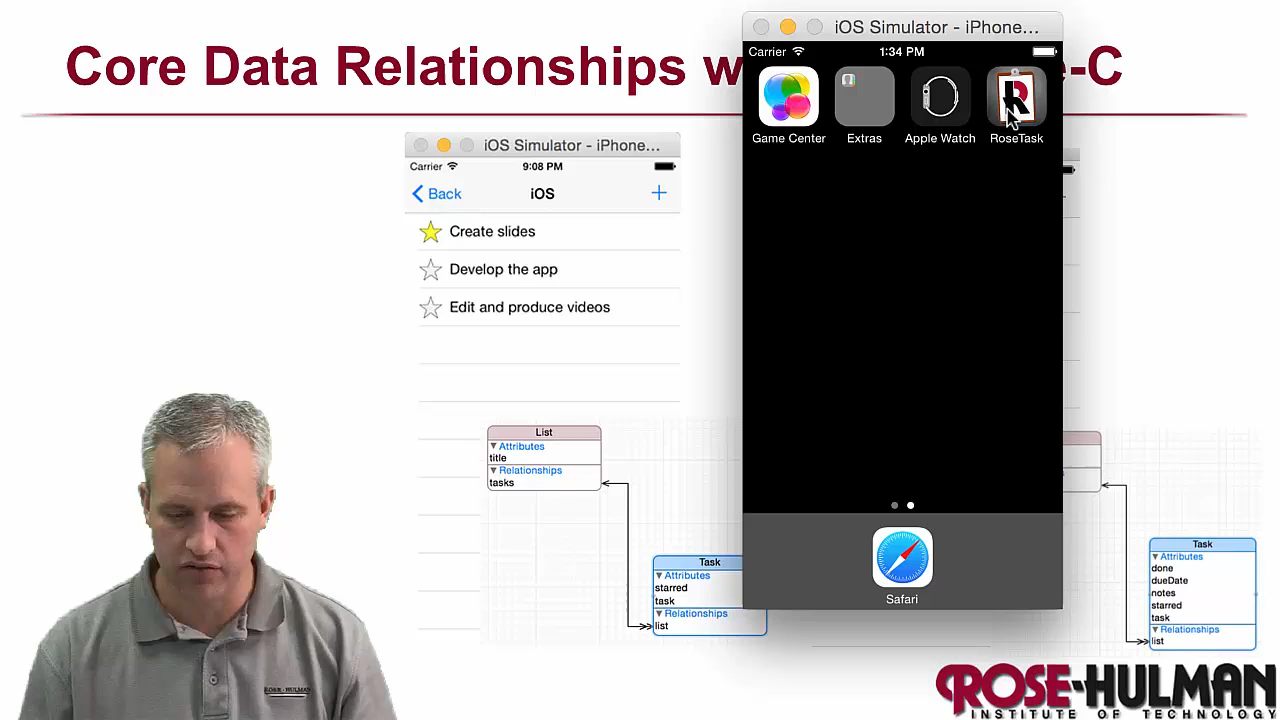 Core Data Relationships w
e-C
iOS Simulator - iPhone...
Carrier
1:34 PM
Game Center
Extras
Apple Watch
RoseTask
Safari
iOS Simulator - iPhone...
Carrier
9:08 PM
Back
iOS
+
Create slides
Develop the app
Edit and produce videos
List
Attributes
title
Relationships
tasks
Task
Attributes
starred
task
Relationships
list
Task
Attributes
done
dueDate
notes
starred
task
Relationships
list
ROSE-HULMAN
ROSE-HULMAN
INSTITUTE OF TECHNOLOGY